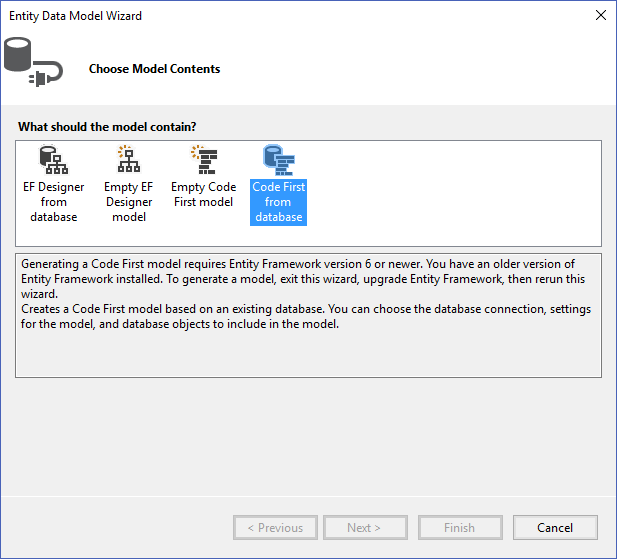 Entity Data Model Wizard
Choose Model Contents
What should the model contain?
EF Designer
from
database
Empty EF
Designer
model
Empty Code
First model
Code First
from
database
Generating a Code First model requires Entity Framework version 6 or newer. You have an older version of
Entity Framework installed. To generate a model, exit this wizard, upgrade Entity Framework, then rerun this
wizard.
Creates a Code First model based on an existing database. You can choose the database connection, settings
for the model, and database objects to include in the model.
< Previous
Next >
Finish
Cancel